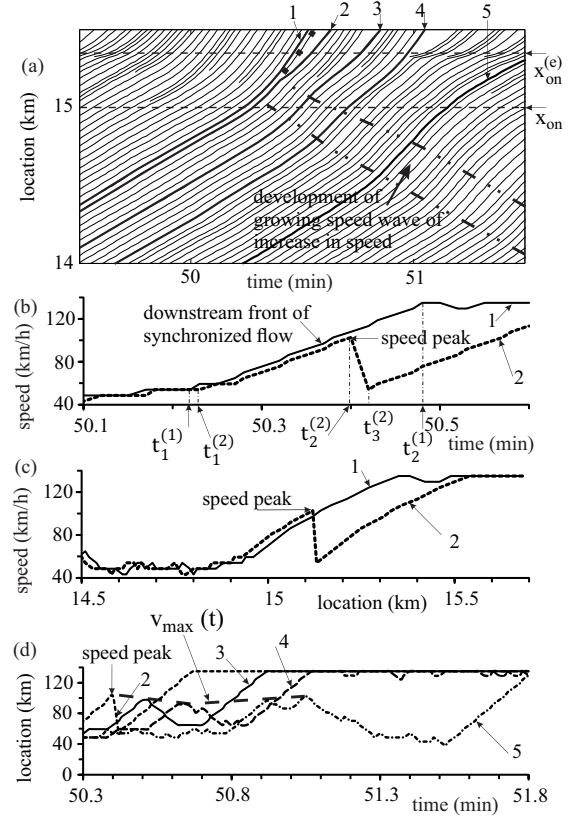 1 2 3 4 5
(a)
x_on^(e)
x_on
15
14
location (km)
development of
growing speed wave of
increase in speed
50 51
time (min)
(b)
downstream front of
synchronized flow
speed peak
1
2
120
80
40
speed (km/h)
50.1 50.3 50.5
t_1^(1) t_1^(2) t_2^(2) t_3^(2) t_2^(1)
time (min)
(c)
speed peak
1
2
120
80
40
speed (km/h)
14.5 15 15.5
location (km)
v_max (t)
(d)
speed peak
2 3 4
5
120
80
40
0
location (km)
50.3 50.8 51.3 51.8
time (min)